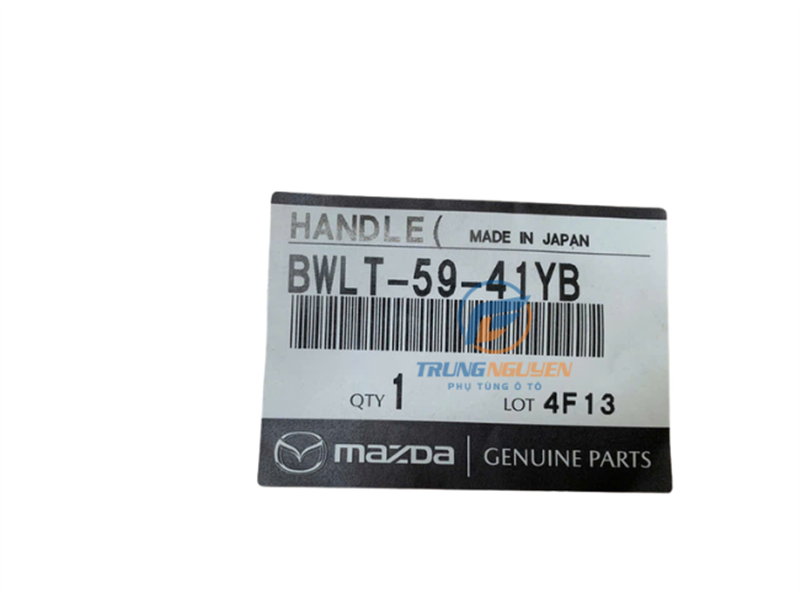 HANDLE( MADE IN JAPAN
BWLT-59-41YB
TRUNG NGUYEN
PHỤ TÙNG Ô TÔ
QTY 1 LOT 4F13
mazda GENUINE PARTS